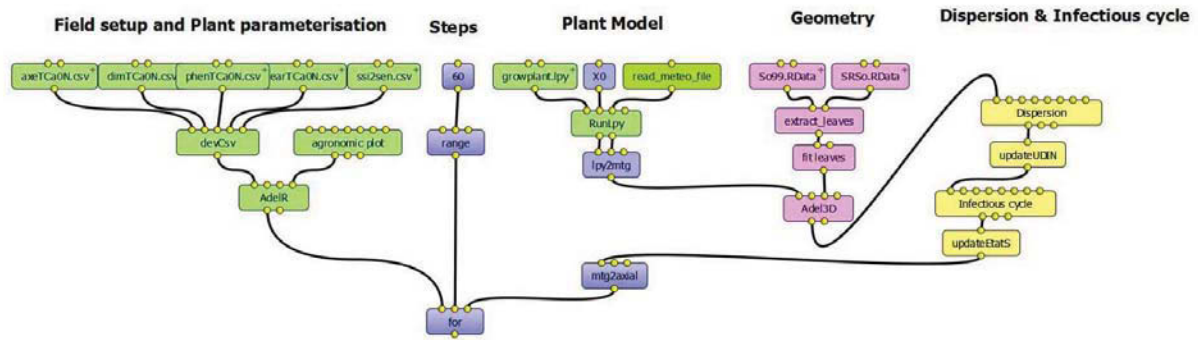 Field setup and Plant parameterisation
Steps
Plant Model
Geometry
Dispersion & Infectious cycle
axeTCa0N.csv
dimTCa0N.csv
phenTCa0N.csv
earTCa0N.csv
ssi2sen.csv
60
growplant.lpy
X0
read_meteo_file
So99.RData
SRSo.RData
Dispersion
devCsv
agronomic plot
range
RunLpy
extract_leaves
updateUDIN
lpy2mtg
fit leaves
AdelR
Adel3D
Infectious cycle
updateEtatS
mtg2axial
for